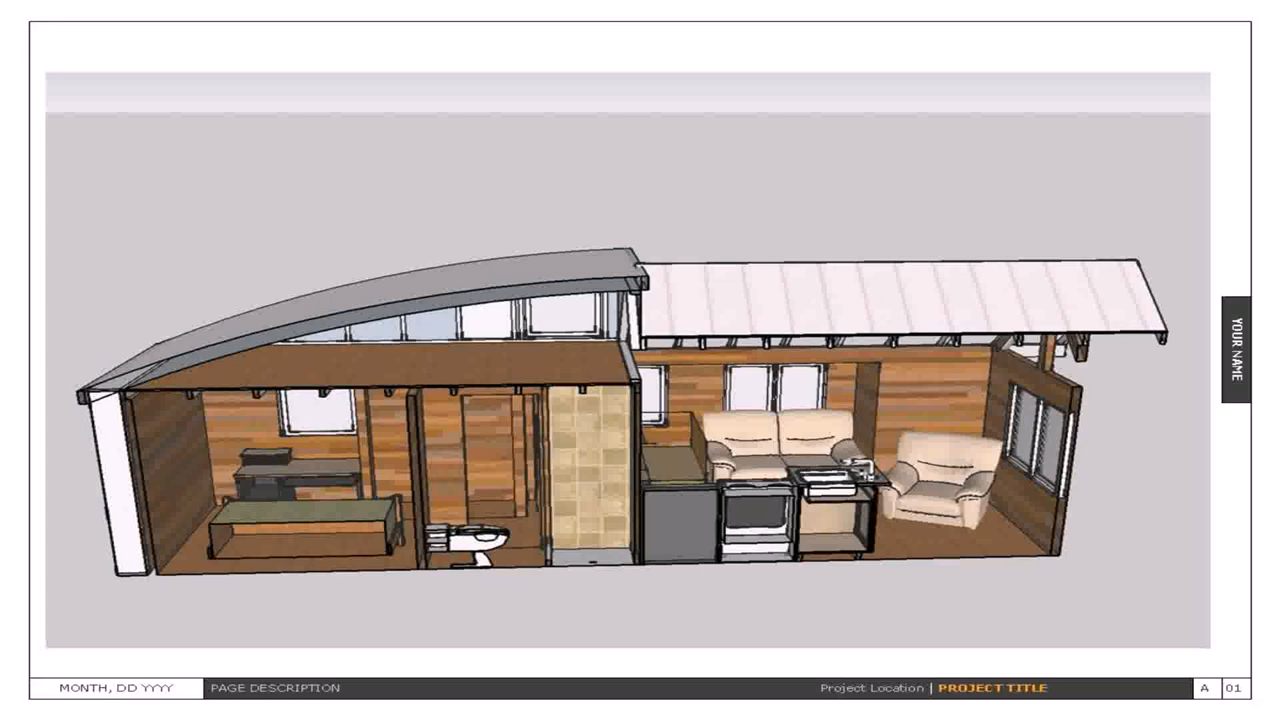 YOUR NAME
MONTH, DD YYYY
PAGE DESCRIPTION
Project Location | PROJECT TITLE
A 01